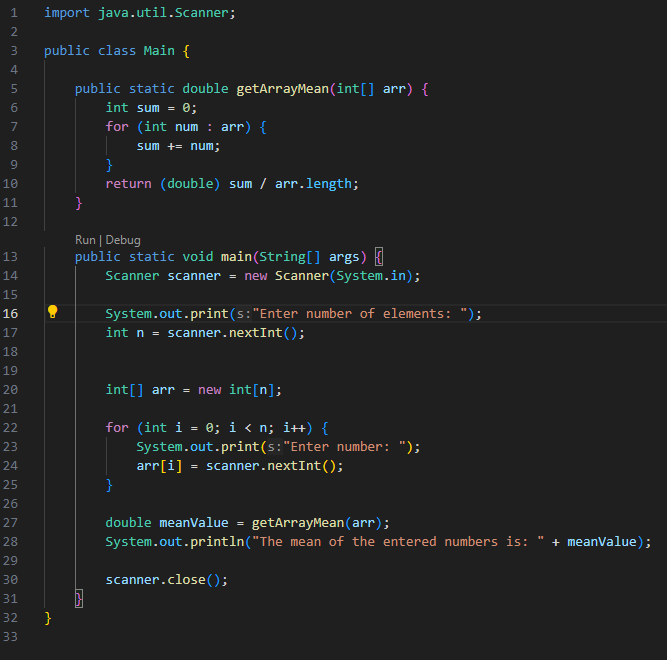 1 import java.util.Scanner;
2
3 public class Main {
4
5     public static double getArrayMean(int[] arr) {
6         int sum = 0;
7         for (int num : arr) {
8             sum += num;
9         }
10         return (double) sum / arr.length;
11     }
12
Run | Debug
13     public static void main(String[] args) {
14         Scanner scanner = new Scanner(System.in);
15
16         System.out.print(s:"Enter number of elements: ");
17         int n = scanner.nextInt();
18
19
20         int[] arr = new int[n];
21
22         for (int i = 0; i < n; i++) {
23             System.out.print(s:"Enter number: ");
24             arr[i] = scanner.nextInt();
25         }
26
27         double meanValue = getArrayMean(arr);
28         System.out.println("The mean of the entered numbers is: " + meanValue);
29
30         scanner.close();
31     }
32 }
33